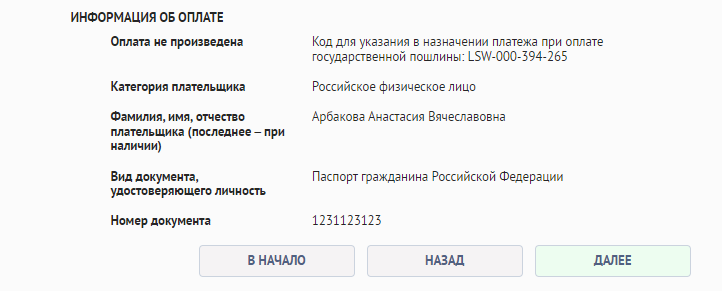 ИНФОРМАЦИЯ ОБ ОПЛАТЕ
Оплата не произведена
Код для указания в назначении платежа при оплате
государственной пошлины: LSW-000-394-265
Категория плательщика
Российское физическое лицо
Фамилия, имя, отчество
плательщика (последнее – при
наличии)
Арбакова Анастасия Вячеславовна
Вид документа,
удостоверяющего личность
Паспорт гражданина Российской Федерации
Номер документа
1231123123
В НАЧАЛО
НАЗАД
ДАЛЕЕ